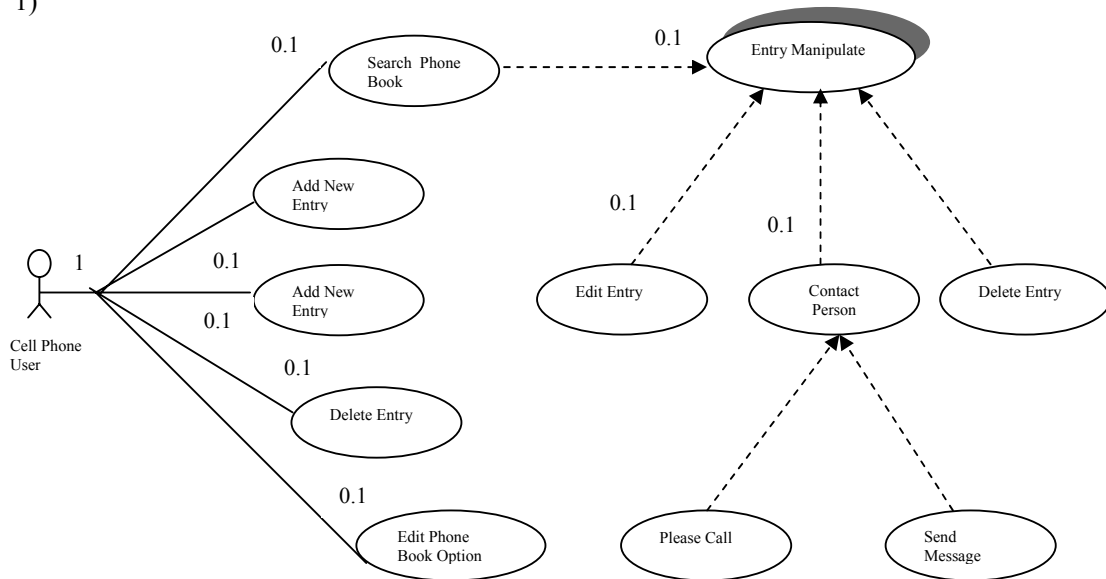 1)
0.1
Search Phone
Book
0.1
Entry Manipulate
Add New
Entry
0.1
0.1
1
0.1
Add New
Entry
Edit Entry
Contact
Person
Delete Entry
Cell Phone
User
0.1
0.1
Delete Entry
0.1
Edit Phone
Book Option
Please Call
Send
Message